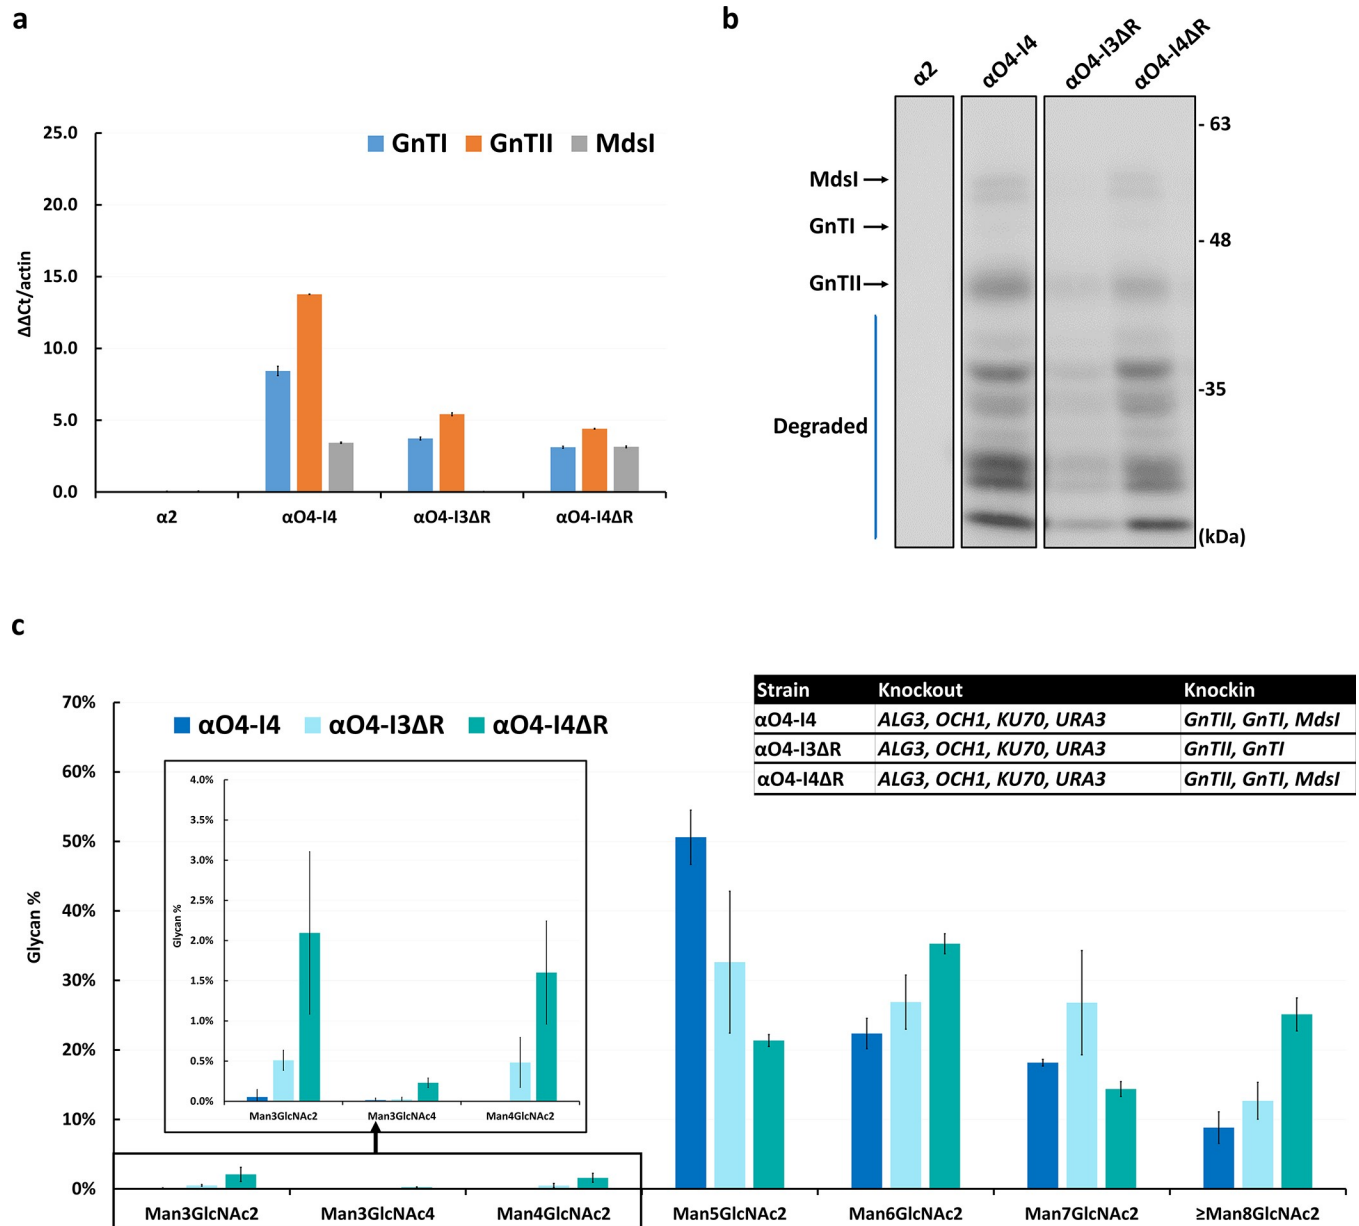 a
25.0
20.0
15.0
10.0
5.0
0.0
ΔΔCt/actin
GnTI GnTII MdsI
α2 αO4-I4 αO4-I3ΔR αO4-I4ΔR
b
α2 αO4-I4 αO4-I3ΔR αO4-I4ΔR
MdsI
GnTI
GnTII
Degraded
- 63
- 48
-35
(kDa)
c
70%
60%
50%
40%
30%
20%
10%
0%
Glycan %
αO4-I4 αO4-I3ΔR αO4-I4ΔR
4.0%
3.5%
3.0%
2.5%
2.0%
1.5%
1.0%
0.5%
0.0%
Glycan %
Man3GlcNAc2 Man3GlcNAc4 Man4GlcNAc2
Strain Knockout Knockin
αO4-I4 ALG3, OCH1, KU70, URA3 GnTII, GnTI, MdsI
αO4-I3ΔR ALG3, OCH1, KU70, URA3 GnTII, GnTI
αO4-I4ΔR ALG3, OCH1, KU70, URA3 GnTII, GnTI, MdsI
Man3GlcNAc2 Man3GlcNAc4 Man4GlcNAc2 Man5GlcNAc2 Man6GlcNAc2 Man7GlcNAc2 ≥Man8GlcNAc2